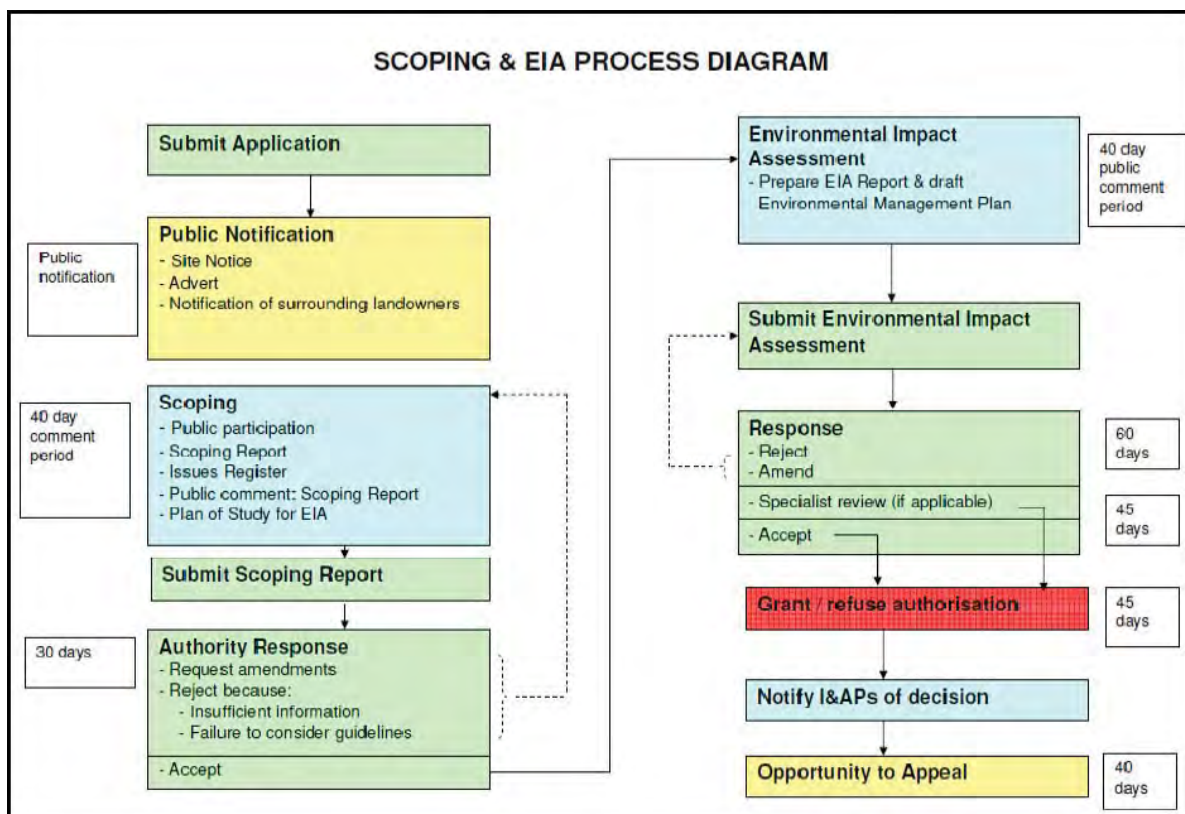 SCOPING & EIA PROCESS DIAGRAM
Submit Application
Public
notification
Public Notification
- Site Notice
- Advert
- Notification of surrounding landowners
40 day
comment
period
Scoping
- Public participation
- Scoping Report
- Issues Register
- Public comment: Scoping Report
- Plan of Study for EIA
Submit Scoping Report
30 days
Authority Response
- Request amendments
- Reject because:
- Insufficient information
- Failure to consider guidelines
- Accept
Environmental Impact
Assessment
- Prepare EIA Report & draft
Environmental Management Plan
40 day
public
comment
period
Submit Environmental Impact
Assessment
Response
- Reject
- Amend
60
days
- Specialist review (if applicable)
- Accept
45
days
Grant / refuse authorisation
45
days
Notify I&APs of decision
Opportunity to Appeal
40
days